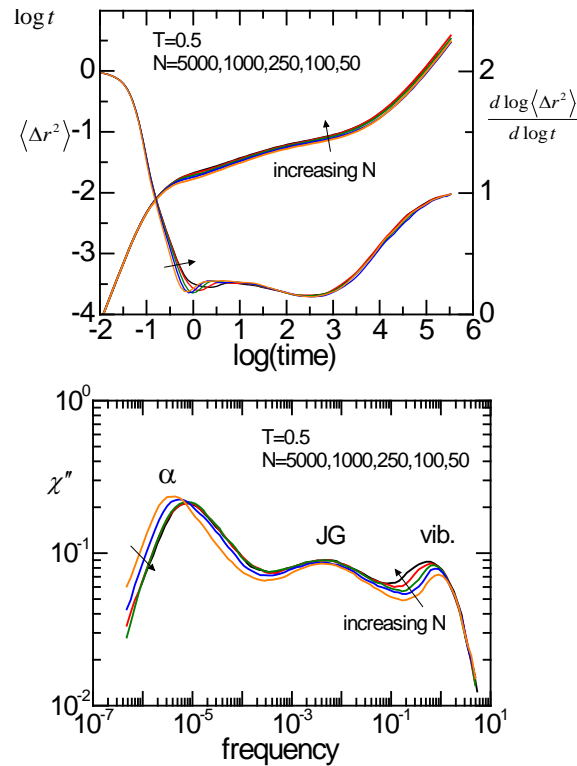 log t
T=0.5
N=5000,1000,250,100,50
0
-1
-2
-3
-4
⟨Δr²⟩
increasing N
2
1
0
d log⟨Δr²⟩
d log t
-2 -1 0 1 2 3 4 5 6
log(time)
10⁰
T=0.5
N=5000,1000,250,100,50
χ″
α
JG
vib.
10⁻¹
increasing N
10⁻²
10⁻⁷ 10⁻⁵ 10⁻³ 10⁻¹ 10¹
frequency